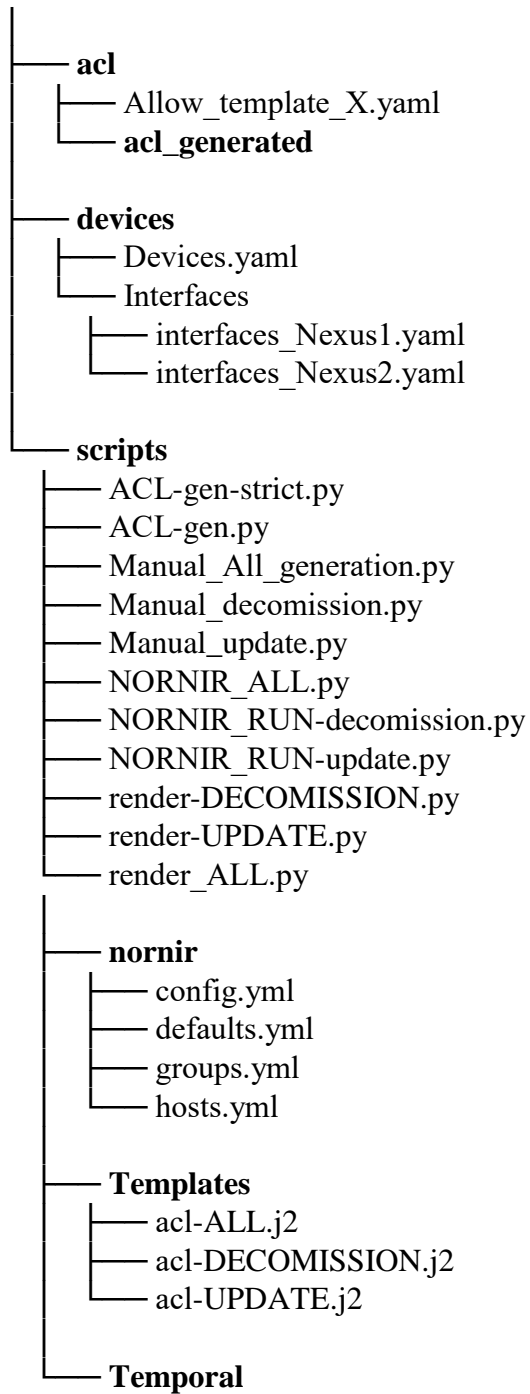 acl
Allow_template_X.yaml
acl_generated
devices
Devices.yaml
Interfaces
interfaces_Nexus1.yaml
interfaces_Nexus2.yaml
scripts
ACL-gen-strict.py
ACL-gen.py
Manual_All_generation.py
Manual_decomission.py
Manual_update.py
NORNIR_ALL.py
NORNIR_RUN-decomission.py
NORNIR_RUN-update.py
render-DECOMISSION.py
render-UPDATE.py
render_ALL.py
nornir
config.yml
defaults.yml
groups.yml
hosts.yml
Templates
acl-ALL.j2
acl-DECOMISSION.j2
acl-UPDATE.j2
Temporal